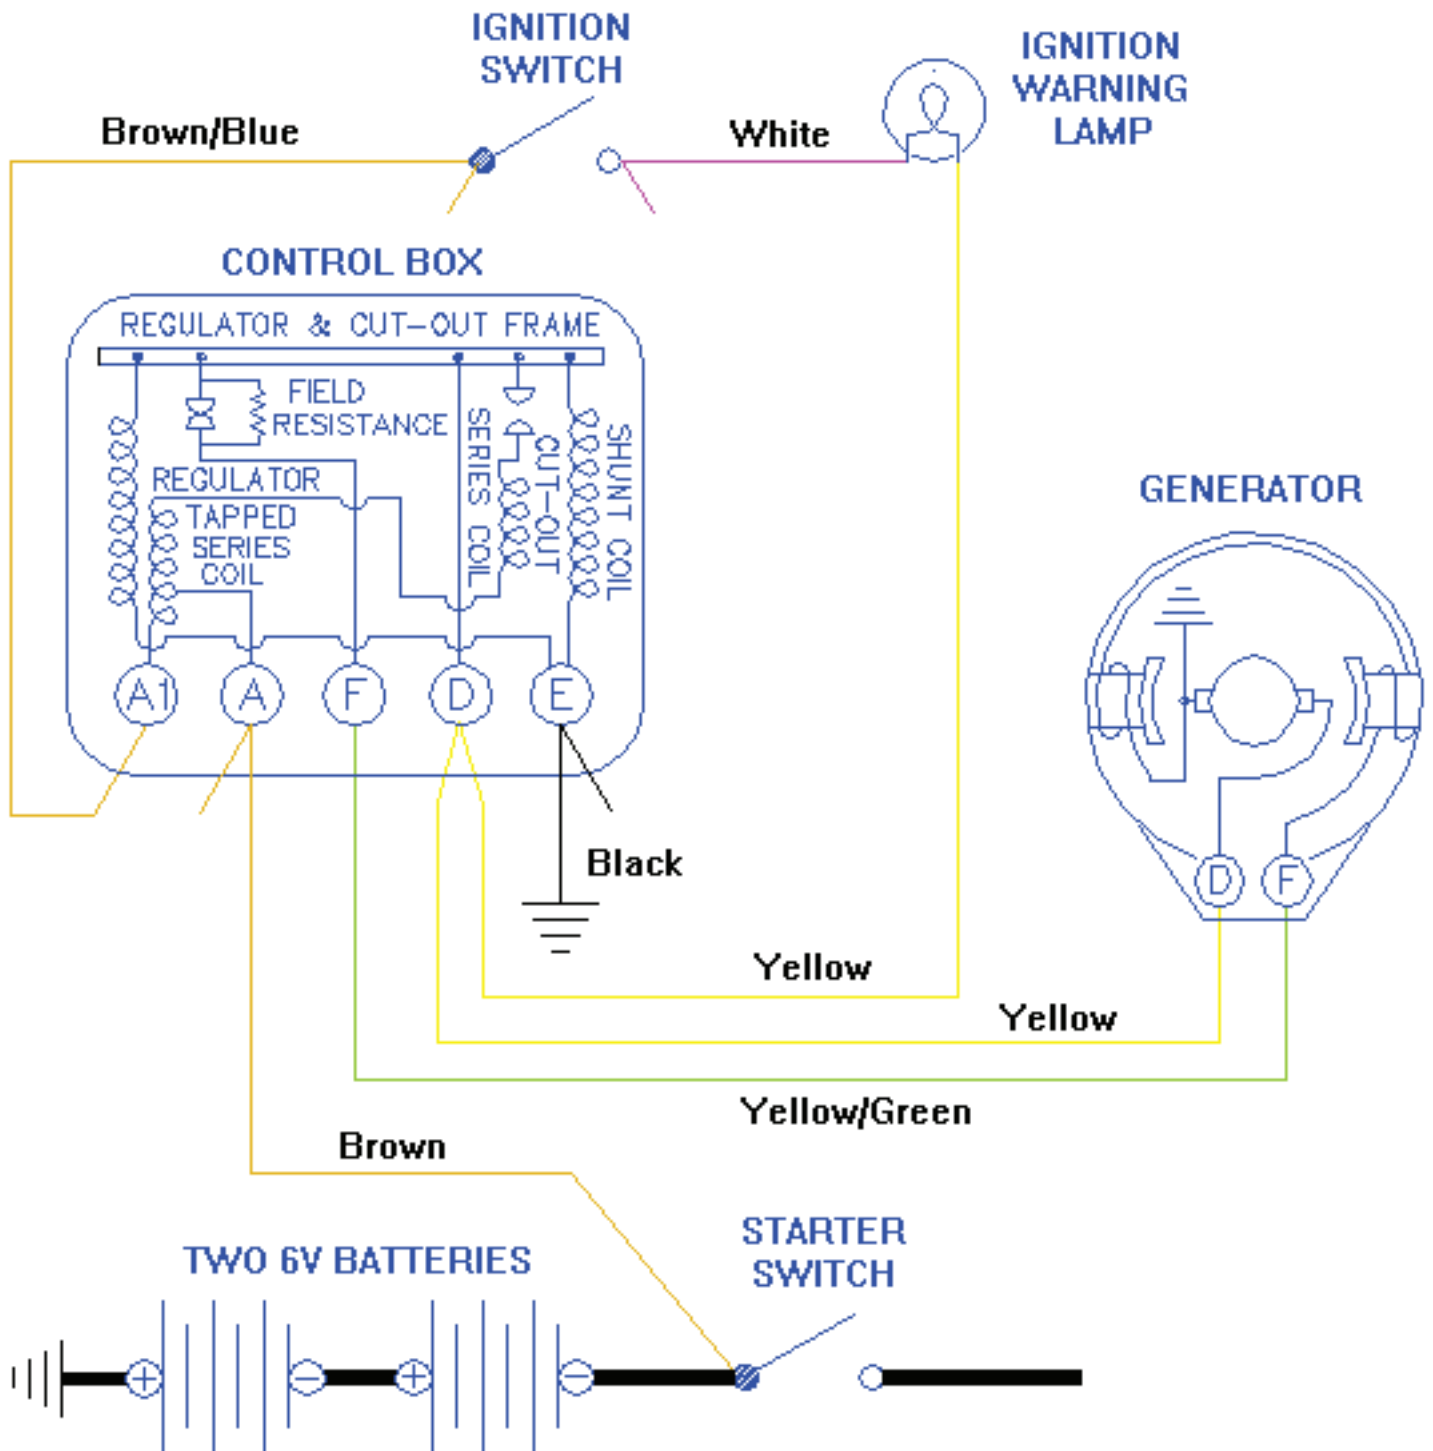 IGNITION
SWITCH
IGNITION
WARNING
LAMP
Brown/Blue
White
CONTROL BOX
REGULATOR & CUT-OUT FRAME
FIELD
RESISTANCE
SERIES COIL
CUT-OUT
SHUNT COIL
REGULATOR
TAPPED
SERIES
COIL
A1
A
F
D
E
GENERATOR
D
F
Black
Yellow
Yellow
Yellow/Green
Brown
TWO 6V BATTERIES
STARTER
SWITCH
+
−
+
−